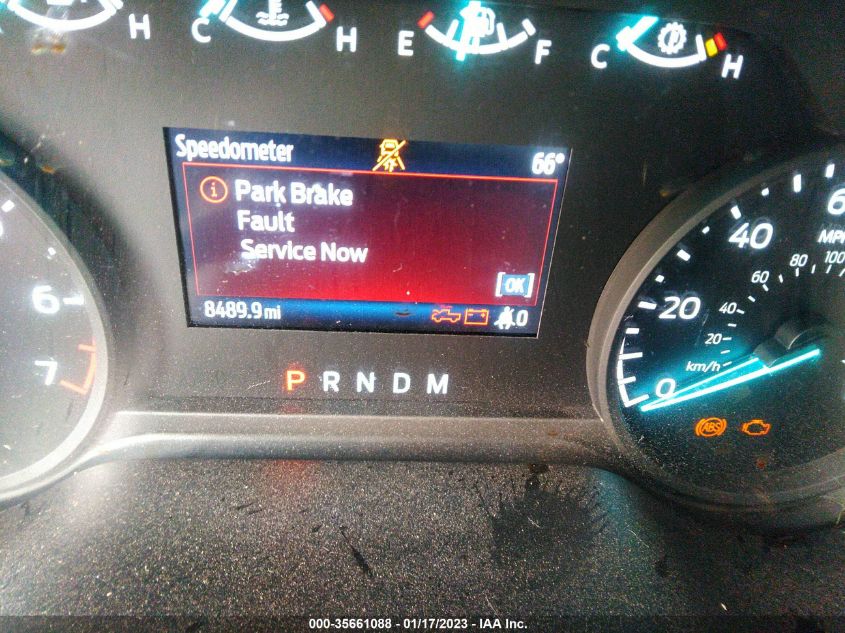 H
C
H
E
F
C
H
Speedometer
66°
i
Park Brake
Fault
Service Now
OK
8489.9 mi
P R N D M
6
7
0
20
40
MPH
20
40
60
80
100
km/h
ABS
000-35661088 - 01/17/2023 - IAA Inc.